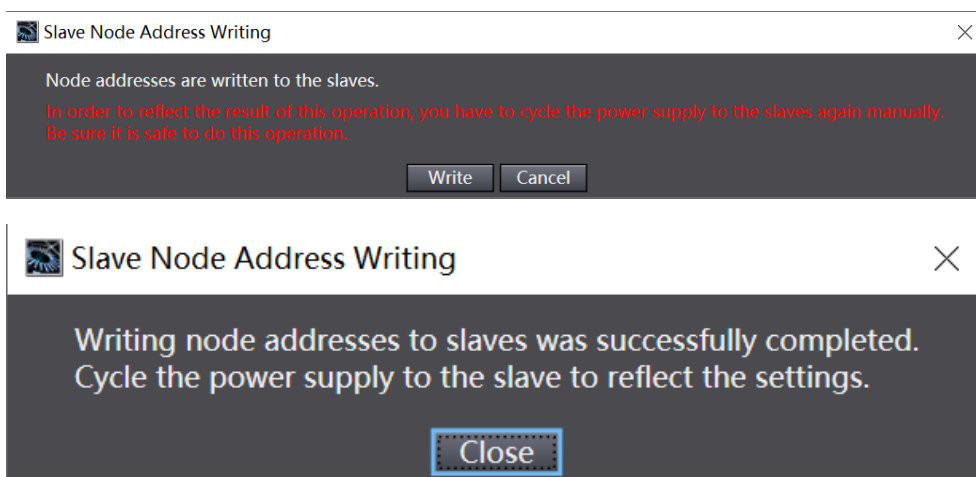 Slave Node Address Writing
Node addresses are written to the slaves.
In order to reflect the result of this operation, you have to cycle the power supply to the slaves again manually.
Be sure it is safe to do this operation.
Write Cancel
Slave Node Address Writing
Writing node addresses to slaves was successfully completed.
Cycle the power supply to the slave to reflect the settings.
Close